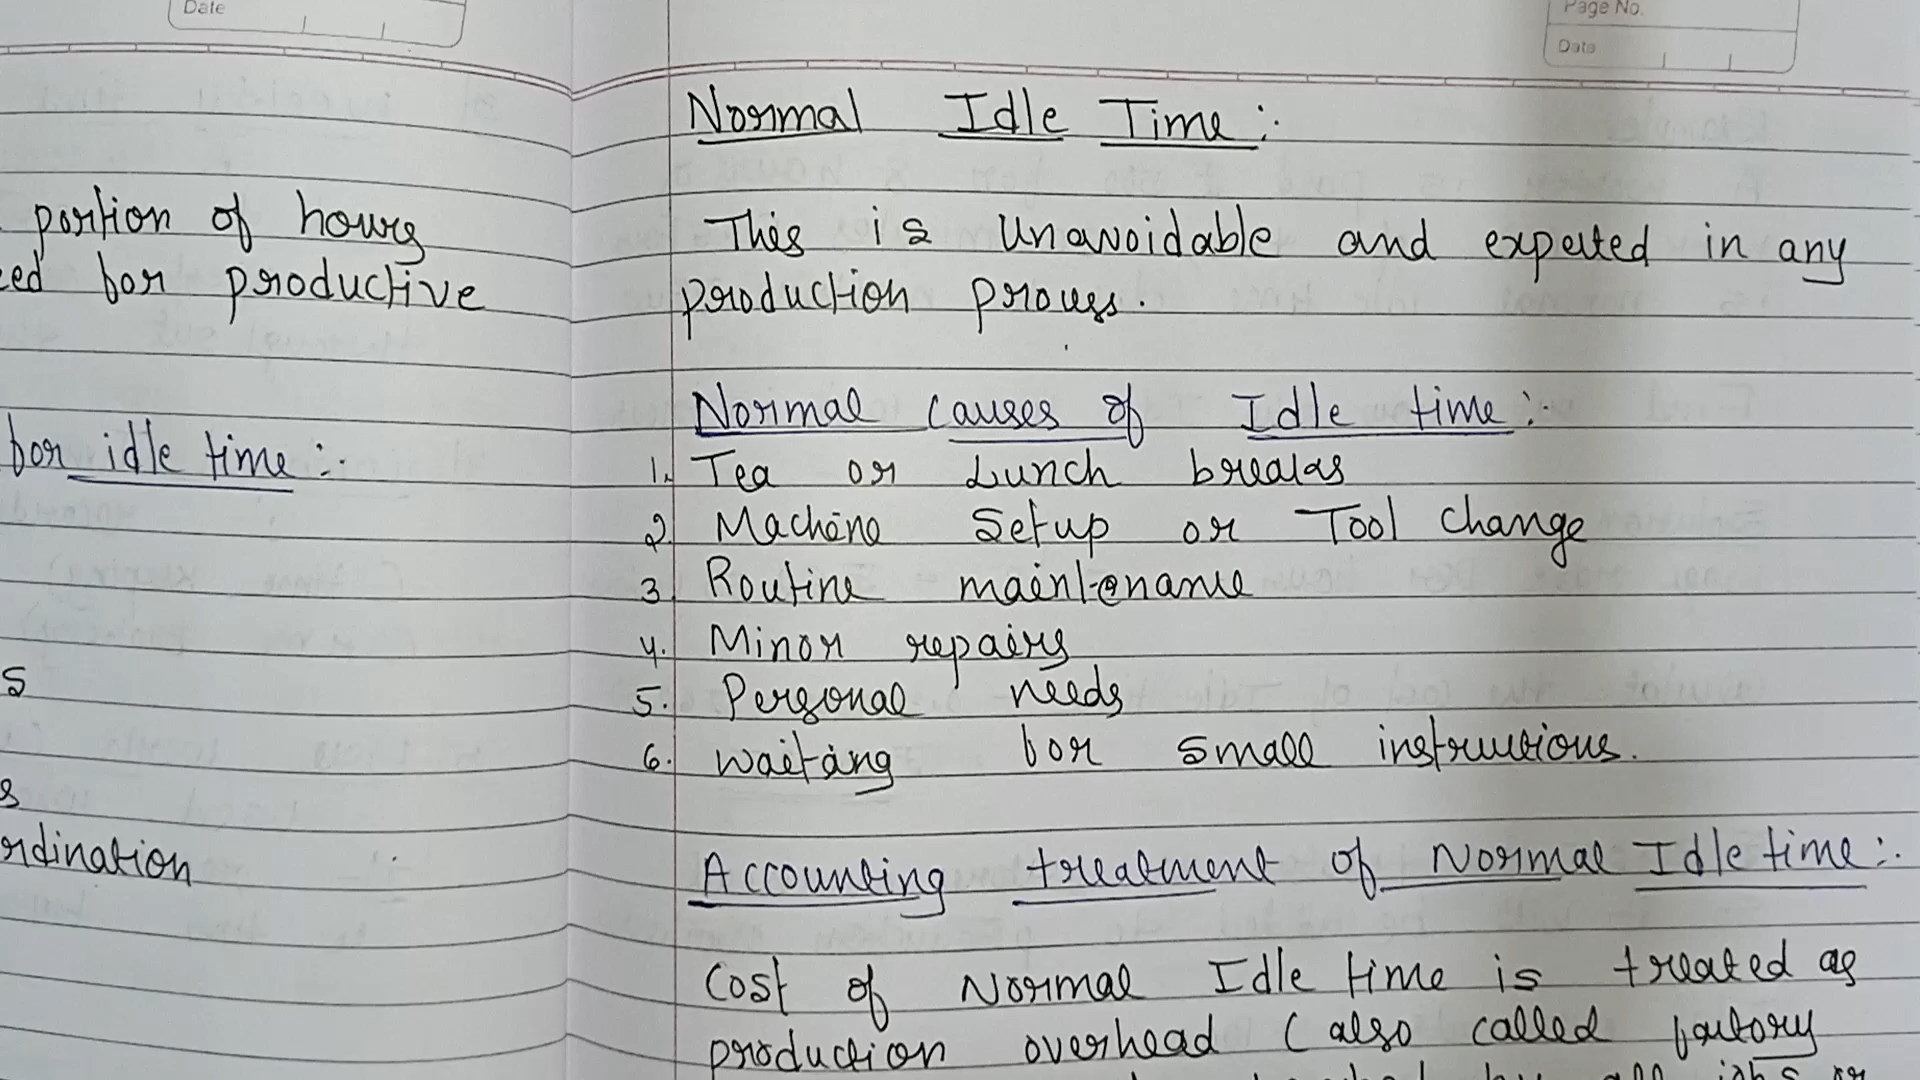 Date
portion of hours
for productive
for idle time :-
s
s
rdination
Page No.
Date
Normal Idle Time :-
This is Unavoidable and expected in any
production process.
Normal Causes of Idle time :-
1. Tea or Lunch breaks
2. Machine Setup or Tool Change
3. Routine maintenance
4. Minor repairs
5. Personal needs
6. Waiting for small instructions.
Accounting treatment of Normal Idle time :-
Cost of Normal Idle time is treated as
production overhead ( also called factory